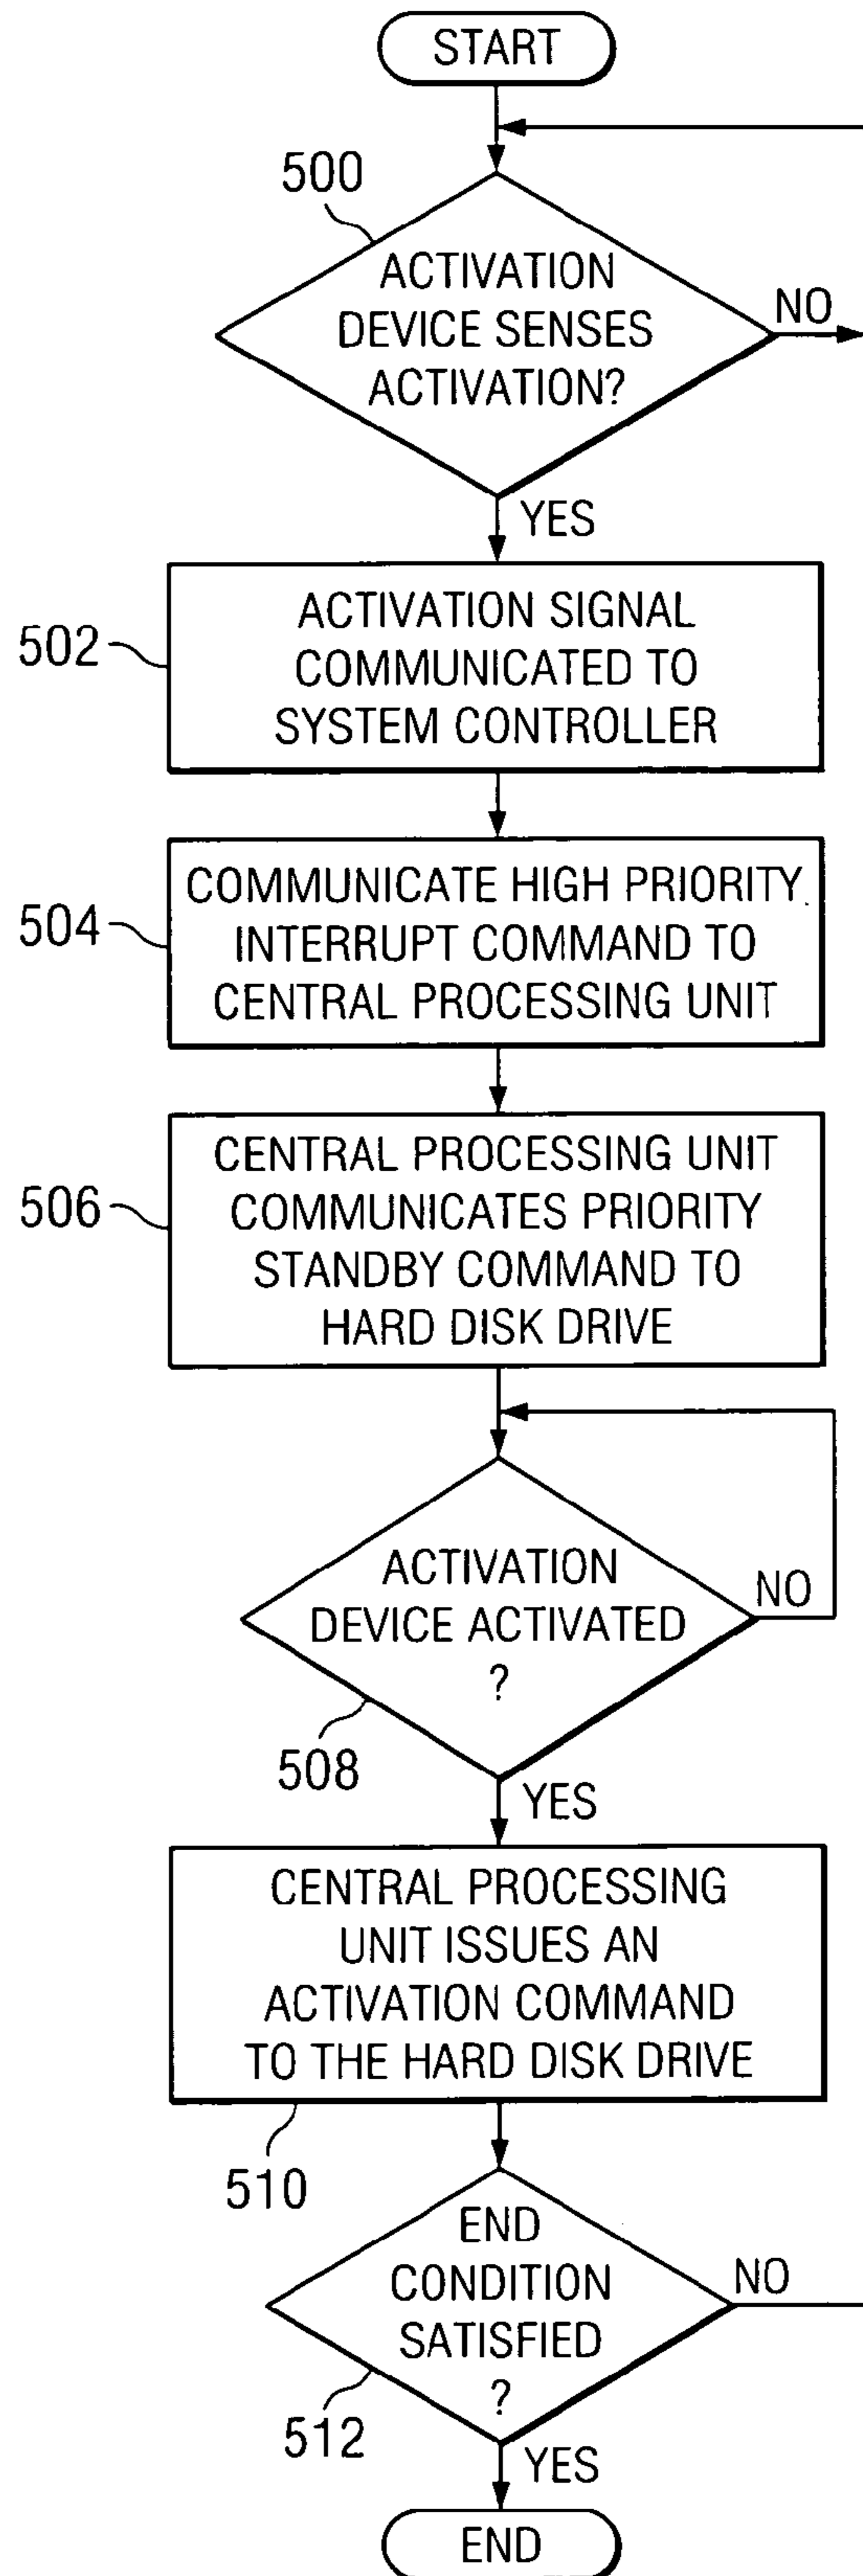 START
500
ACTIVATION
DEVICE SENSES
ACTIVATION?
NO
YES
502
ACTIVATION SIGNAL
COMMUNICATED TO
SYSTEM CONTROLLER
504
COMMUNICATE HIGH PRIORITY
INTERRUPT COMMAND TO
CENTRAL PROCESSING UNIT
506
CENTRAL PROCESSING UNIT
COMMUNICATES PRIORITY
STANDBY COMMAND TO
HARD DISK DRIVE
ACTIVATION
DEVICE ACTIVATED
?
NO
508
YES
CENTRAL PROCESSING
UNIT ISSUES AN
ACTIVATION COMMAND
TO THE HARD DISK DRIVE
510
END
CONDITION
SATISFIED
?
NO
512
YES
END